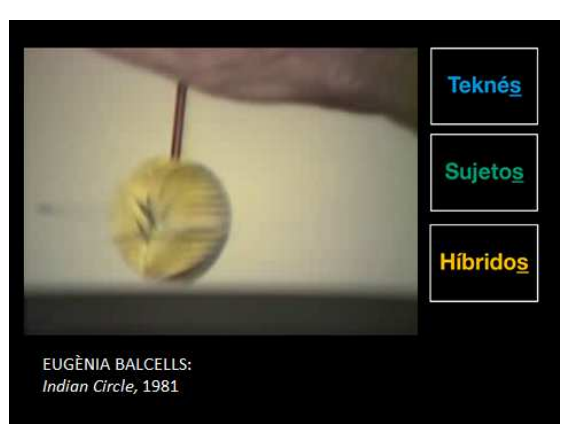 Teknés
Sujetos
Híbridos
EUGÈNIA BALCELLS:
Indian Circle, 1981